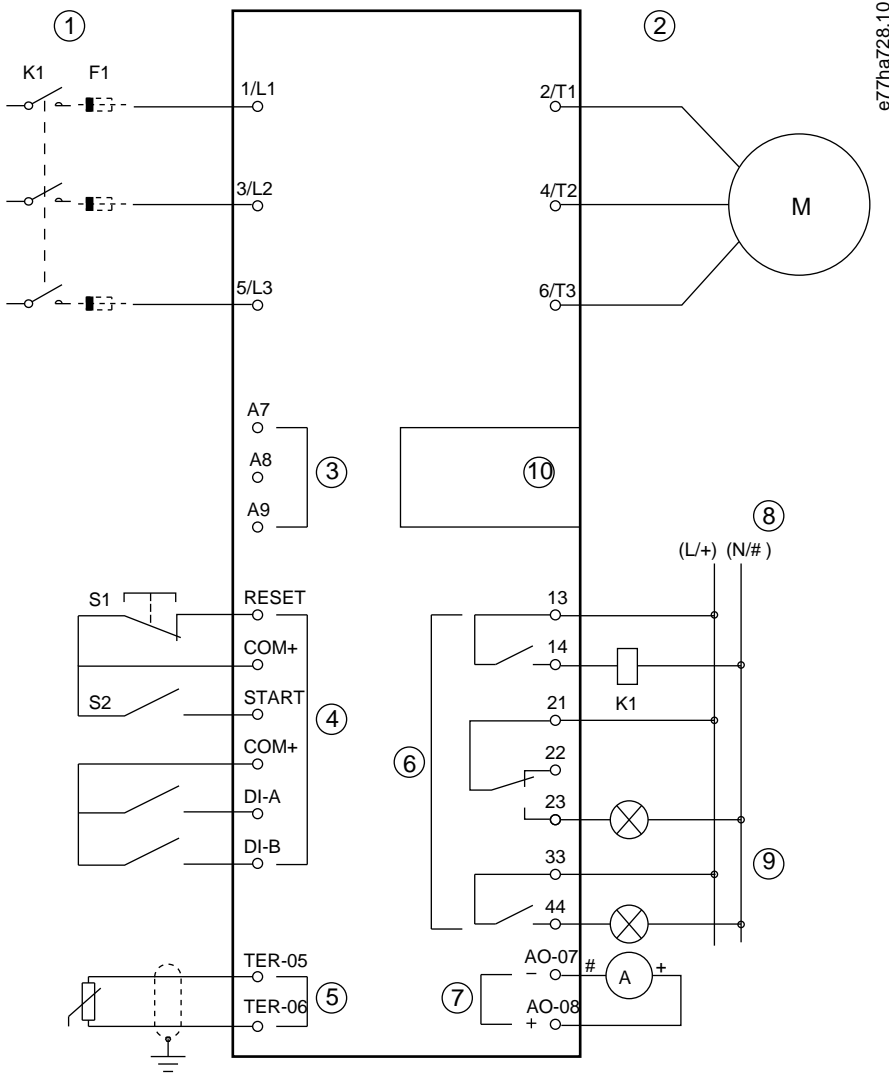 1
2
e77ha728.10
K1 F1
1/L1
2/T1
3/L2
4/T2
M
5/L3
6/T3
A7
A8
3
10
A9
8
(L/+) (N/# )
S1
RESET
13
COM+
14
S2
START
21
K1
4
COM+
22
6
DI-A
23
DI-B
33
9
44
TER-05
AO-07
− # A +
5
7
TER-06
AO-08
+